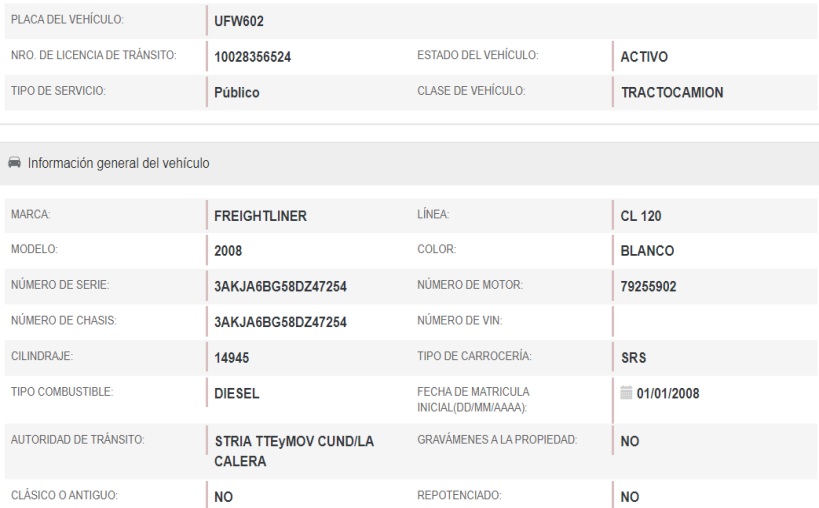 PLACA DEL VEHÍCULO: UFW602
NRO. DE LICENCIA DE TRÁNSITO: 10028356524 ESTADO DEL VEHÍCULO: ACTIVO
TIPO DE SERVICIO: Público CLASE DE VEHÍCULO: TRACTOCAMION
Información general del vehículo
MARCA: FREIGHTLINER LÍNEA: CL 120
MODELO: 2008 COLOR: BLANCO
NÚMERO DE SERIE: 3AKJA6BG58DZ47254 NÚMERO DE MOTOR: 79255902
NÚMERO DE CHASIS: 3AKJA6BG58DZ47254 NÚMERO DE VIN:
CILINDRAJE: 14945 TIPO DE CARROCERÍA: SRS
TIPO COMBUSTIBLE: DIESEL FECHA DE MATRICULA
INICIAL(DD/MM/AAAA): 01/01/2008
AUTORIDAD DE TRÁNSITO: STRIA TTEyMOV CUND/LA
CALERA GRAVÁMENES A LA PROPIEDAD: NO
CLÁSICO O ANTIGUO: NO REPOTENCIADO: NO